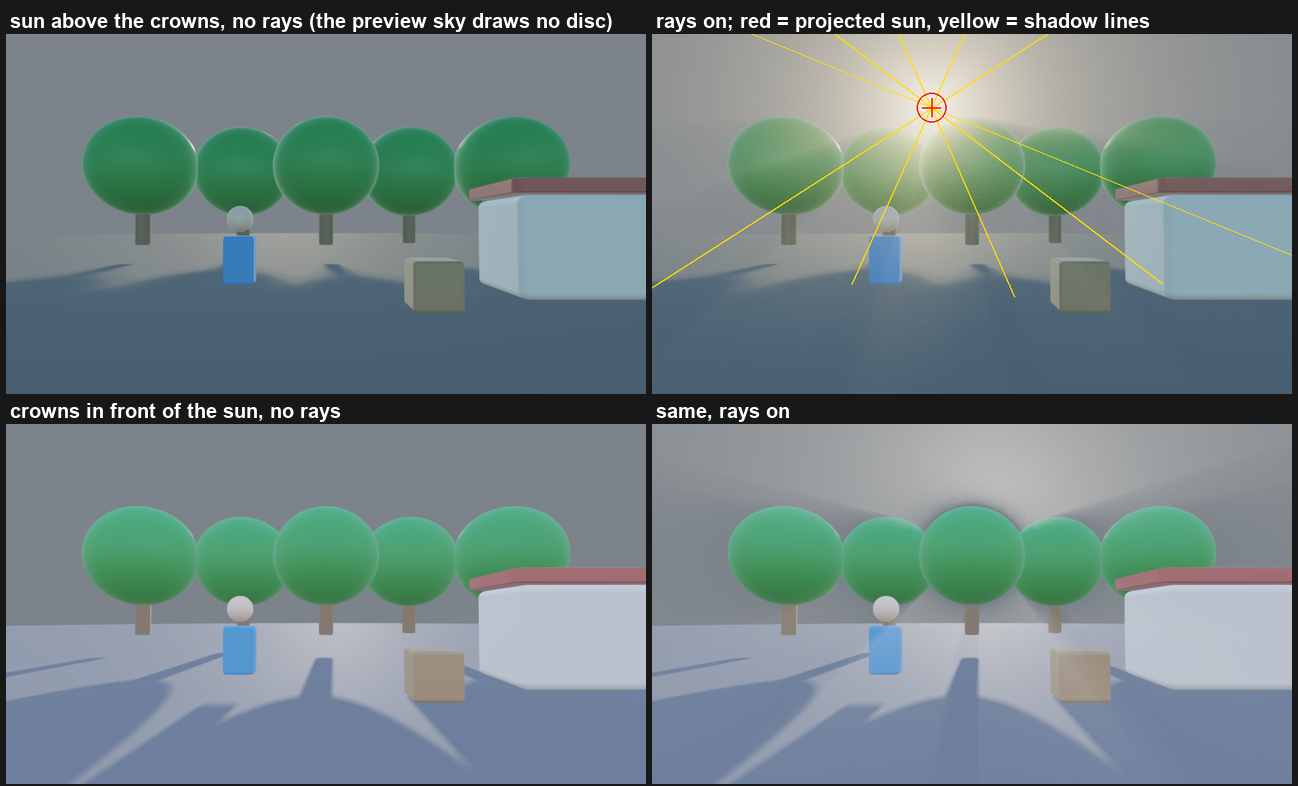 sun above the crowns, no rays (the preview sky draws no disc)
rays on; red = projected sun, yellow = shadow lines
crowns in front of the sun, no rays
same, rays on